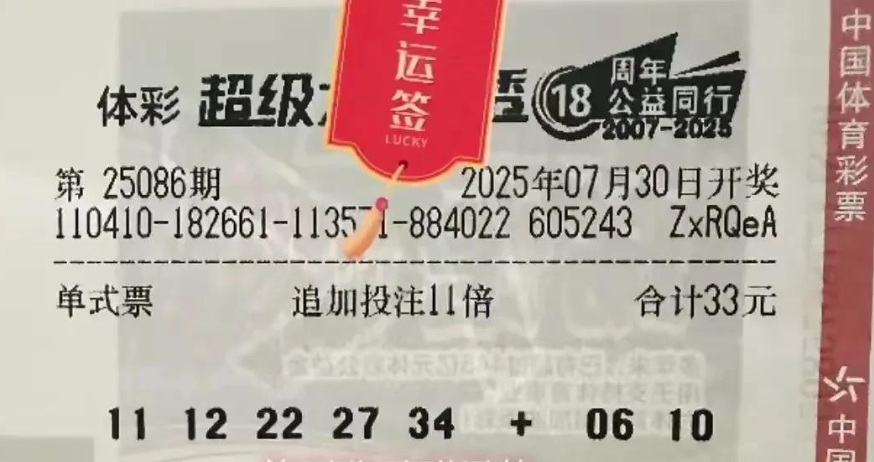 幸运签
LUCKY
体彩 超级
18
周年
公益同行
2007-2025
第 25086期 2025年07月30日开奖
110410-182661-113571-884022 605243 ZxRQeA
单式票 追加投注11倍 合计33元
11 12 22 27 34 + 06 10
中国体育彩票
中国